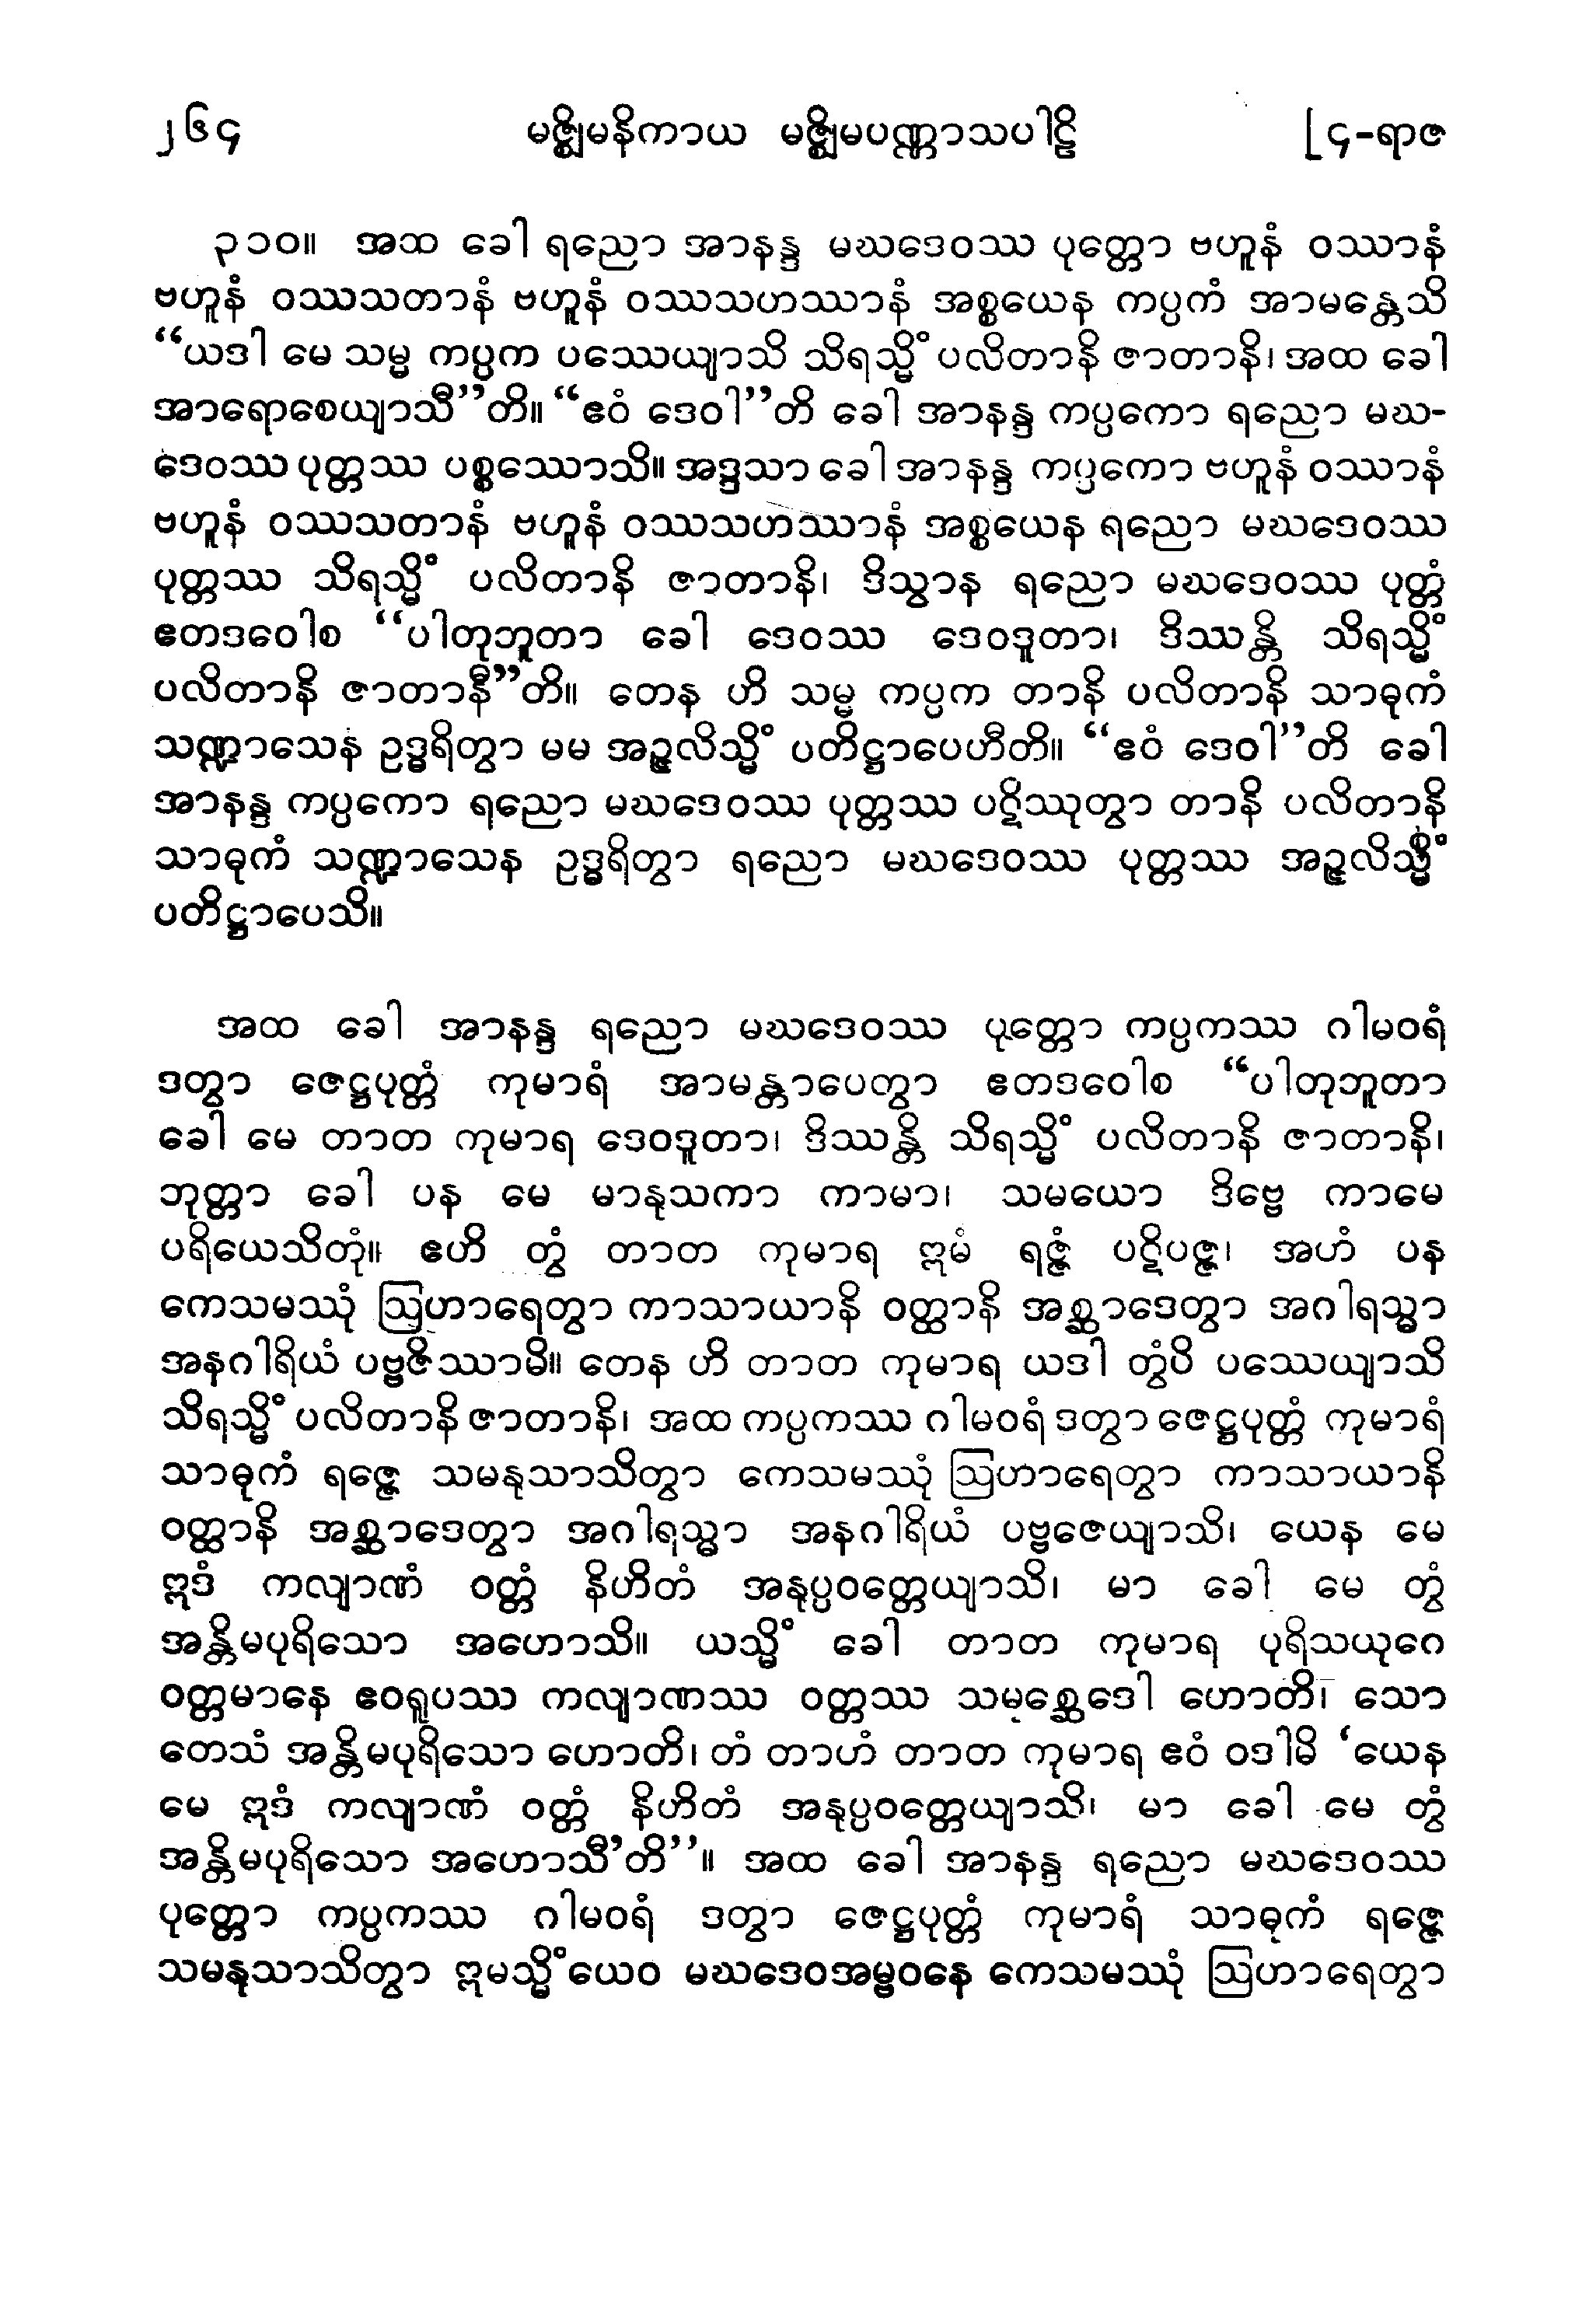 ၂၆၄ မဇ္ဈိမနိကာယ မဇ္ဈိမပဏ္ဏာသပါဠိ [၄-ရာဇ
၃၁၀။ အထ ခေါ ရညော အာနန္ဒ မဃဒေဝဿ ပုတ္တော ဗဟူနံ ဝဿာနံ
ဗဟူနံ ဝဿသတာနံ ဗဟူနံ ဝဿသဟဿာနံ အစ္စယေန ကပ္ပကံ အာမန္တေသိ
“ယဒါ မေ သမ္မ ကပ္ပက ပဿေယျာသိ သိရသ္မိံ ပလိတာနိ ဇာတာနိ၊ အထ ခေါ
အာရောစေယျာသီ”တိ။ “ဧဝံ ဒေဝါ”တိ ခေါ အာနန္ဒ ကပ္ပကော ရညော မဃ-
ဒေဝဿ ပုတ္တဿ ပစ္စဿောသိ။ အဒ္ဒသာ ခေါ အာနန္ဒ ကပ္ပကော ဗဟူနံ ဝဿာနံ
ဗဟူနံ ဝဿသတာနံ ဗဟူနံ ဝဿသဟဿာနံ အစ္စယေန ရညော မဃဒေဝဿ
ပုတ္တဿ သိရသ္မိံ ပလိတာနိ ဇာတာနိ၊ ဒိသွာန ရညော မဃဒေဝဿ ပုတ္တံ
ဧတဒဝေါစ “ပါတုဘူတာ ခေါ ဒေဝဿ ဒေဝဒူတာ၊ ဒိဿန္တိ သိရသ္မိံ
ပလိတာနိ ဇာတာနီ”တိ။ တေန ဟိ သမ္မ ကပ္ပက တာနိ ပလိတာနိ သာဓုကံ
သဏ္ဍာသေန ဥဒ္ဓရိတွာ မမ အဉ္ဇလိသ္မိံ ပတိဋ္ဌာပေဟီတိ။ “ဧဝံ ဒေဝါ”တိ ခေါ
အာနန္ဒ ကပ္ပကော ရညော မဃဒေဝဿ ပုတ္တဿ ပဋိဿုတွာ တာနိ ပလိတာနိ
သာဓုကံ သဏ္ဍာသေန ဥဒ္ဓရိတွာ ရညော မဃဒေဝဿ ပုတ္တဿ အဉ္ဇလိသ္မိံ
ပတိဋ္ဌာပေသိ။
အထ ခေါ အာနန္ဒ ရညော မဃဒေဝဿ ပုတ္တော ကပ္ပကဿ ဂါမဝရံ
ဒတွာ ဇေဋ္ဌပုတ္တံ ကုမာရံ အာမန္တာပေတွာ ဧတဒဝေါစ “ပါတုဘူတာ
ခေါ မေ တာတ ကုမာရ ဒေဝဒူတာ၊ ဒိဿန္တိ သိရသ္မိံ ပလိတာနိ ဇာတာနိ၊
ဘုတ္တာ ခေါ ပန မေ မာနုသကာ ကာမာ၊ သမယော ဒိဗ္ဗေ ကာမေ
ပရိယေသိတုံ။ ဧဟိ တွံ တာတ ကုမာရ ဣမံ ရဇ္ဇံ ပဋိပဇ္ဇ၊ အဟံ ပန
ကေသမဿုံ ဩဟာရေတွာ ကာသာယာနိ ဝတ္ထာနိ အစ္ဆာဒေတွာ အဂါရသ္မာ
အနဂါရိယံ ပဗ္ဗဇိဿာမိ။ တေန ဟိ တာတ ကုမာရ ယဒါ တွံပိ ပဿေယျာသိ
သိရသ္မိံ ပလိတာနိ ဇာတာနိ၊ အထ ကပ္ပကဿ ဂါမဝရံ ဒတွာ ဇေဋ္ဌပုတ္တံ ကုမာရံ
သာဓုကံ ရဇ္ဇေ သမနုသာသိတွာ ကေသမဿုံ ဩဟာရေတွာ ကာသာယာနိ
ဝတ္ထာနိ အစ္ဆာဒေတွာ အဂါရသ္မာ အနဂါရိယံ ပဗ္ဗဇေယျာသိ၊ ယေန မေ
ဣဒံ ကလျာဏံ ဝတ္တံ နိဟိတံ အနုပ္ပဝတ္တေယျာသိ၊ မာ ခေါ မေ တွံ
အန္တိမပုရိသော အဟောသိ။ ယသ္မိံ ခေါ တာတ ကုမာရ ပုရိသယုဂေ
ဝတ္တမာနေ ဧဝရူပဿ ကလျာဏဿ ဝတ္တဿ သမုစ္ဆေဒေါ ဟောတိ၊ သော
တေသံ အန္တိမပုရိသော ဟောတိ၊ တံ တာဟံ တာတ ကုမာရ ဧဝံ ဝဒါမိ ‘ယေန
မေ ဣဒံ ကလျာဏံ ဝတ္တံ နိဟိတံ အနုပ္ပဝတ္တေယျာသိ၊ မာ ခေါ မေ တွံ
အန္တိမပုရိသော အဟောသီ’တိ”။ အထ ခေါ အာနန္ဒ ရညော မဃဒေဝဿ
ပုတ္တော ကပ္ပကဿ ဂါမဝရံ ဒတွာ ဇေဋ္ဌပုတ္တံ ကုမာရံ သာဓုကံ ရဇ္ဇေ
သမနုသာသိတွာ ဣမသ္မိံယေဝ မဃဒေဝအမ္ဗဝနေ ကေသမဿုံ ဩဟာရေတွာ